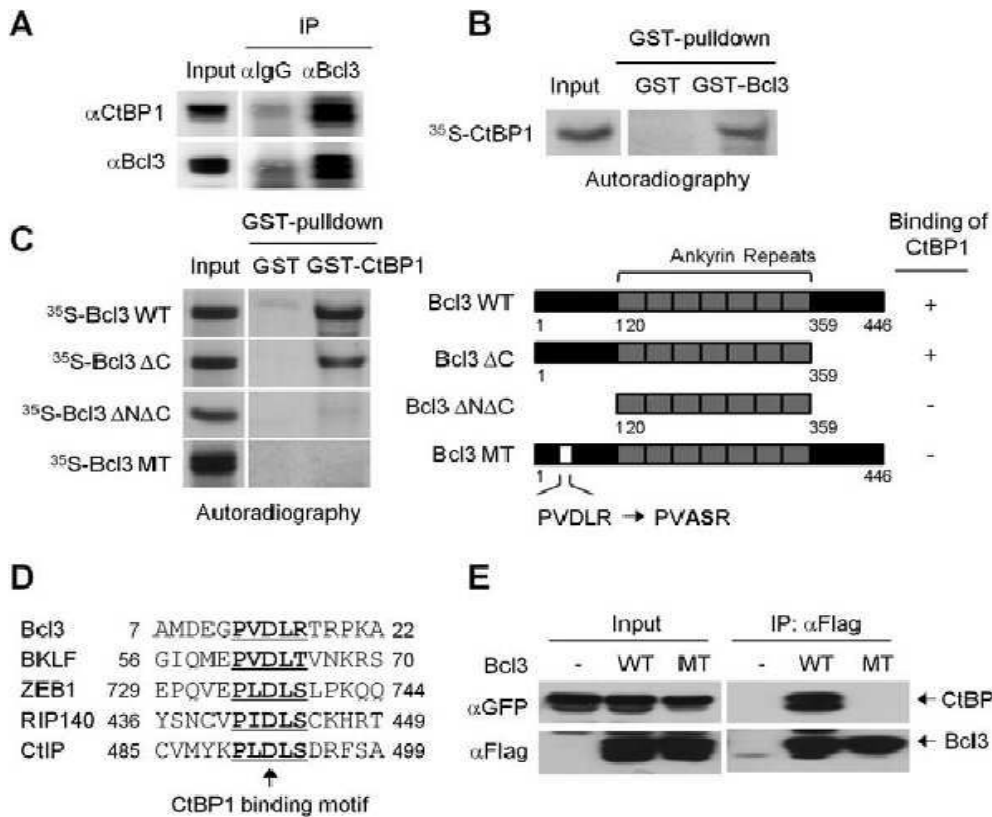 A
IP
Input αIgG αBcl3
αCtBP1
αBcl3
B
GST-pulldown
Input GST GST-Bcl3
35S-CtBP1
Autoradiography
C
GST-pulldown
Input GST GST-CtBP1
35S-Bcl3 WT
35S-Bcl3 ΔC
35S-Bcl3 ΔNΔC
35S-Bcl3 MT
Autoradiography
Binding of
CtBP1
Ankyrin Repeats
Bcl3 WT +
1 120 359 446
Bcl3 ΔC +
1 359
Bcl3 ΔNΔC -
120 359
Bcl3 MT -
1 446
PVDLR → PVASR
D
Bcl3 7 AMDEGPVDLRTRPKA 22
BKLF 56 GIQMEPVDLTVNKRS 70
ZEB1 729 EPQVEPLDLSLPKQQ 744
RIP140 436 YSNCVPIDLSCKHRT 449
CtIP 485 CVMYKPLDLSDRFSA 499
CtBP1 binding motif
E
Input IP: αFlag
Bcl3 - WT MT - WT MT
αGFP ← CtBP
αFlag ← Bcl3